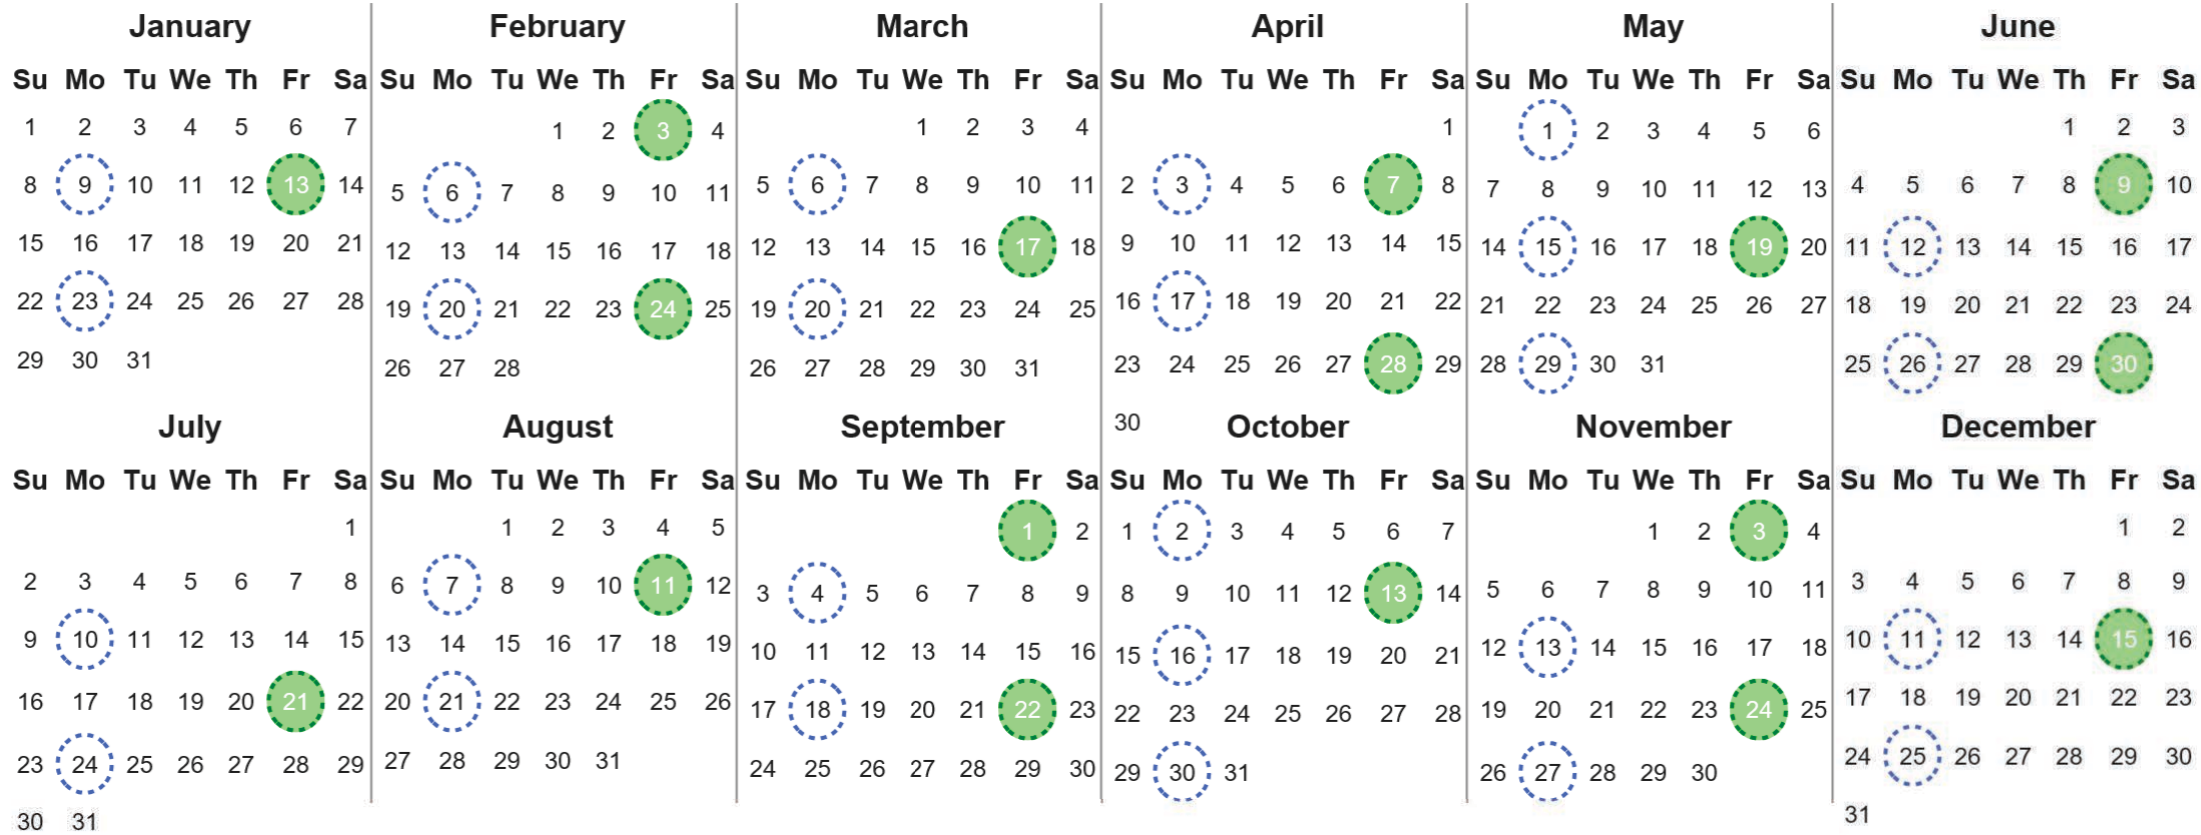 January
Su Mo Tu We Th Fr Sa
1 2 3 4 5 6 7
8 9 10 11 12 13 14
15 16 17 18 19 20 21
22 23 24 25 26 27 28
29 30 31
February
Su Mo Tu We Th Fr Sa
1 2 3 4
5 6 7 8 9 10 11
12 13 14 15 16 17 18
19 20 21 22 23 24 25
26 27 28
March
Su Mo Tu We Th Fr Sa
1 2 3 4
5 6 7 8 9 10 11
12 13 14 15 16 17 18
19 20 21 22 23 24 25
26 27 28 29 30 31
April
Su Mo Tu We Th Fr Sa
1
2 3 4 5 6 7 8
9 10 11 12 13 14 15
16 17 18 19 20 21 22
23 24 25 26 27 28 29
30
May
Su Mo Tu We Th Fr Sa
1 2 3 4 5 6
7 8 9 10 11 12 13
14 15 16 17 18 19 20
21 22 23 24 25 26 27
28 29 30 31
June
Su Mo Tu We Th Fr Sa
1 2 3
4 5 6 7 8 9 10
11 12 13 14 15 16 17
18 19 20 21 22 23 24
25 26 27 28 29 30
July
Su Mo Tu We Th Fr Sa
1
2 3 4 5 6 7 8
9 10 11 12 13 14 15
16 17 18 19 20 21 22
23 24 25 26 27 28 29
30 31
August
Su Mo Tu We Th Fr Sa
1 2 3 4 5
6 7 8 9 10 11 12
13 14 15 16 17 18 19
20 21 22 23 24 25 26
27 28 29 30 31
September
Su Mo Tu We Th Fr Sa
1 2
3 4 5 6 7 8 9
10 11 12 13 14 15 16
17 18 19 20 21 22 23
24 25 26 27 28 29 30
October
Su Mo Tu We Th Fr Sa
1 2 3 4 5 6 7
8 9 10 11 12 13 14
15 16 17 18 19 20 21
22 23 24 25 26 27 28
29 30 31
November
Su Mo Tu We Th Fr Sa
1 2 3 4
5 6 7 8 9 10 11
12 13 14 15 16 17 18
19 20 21 22 23 24 25
26 27 28 29 30
December
Su Mo Tu We Th Fr Sa
1 2
3 4 5 6 7 8 9
10 11 12 13 14 15 16
17 18 19 20 21 22 23
24 25 26 27 28 29 30
31